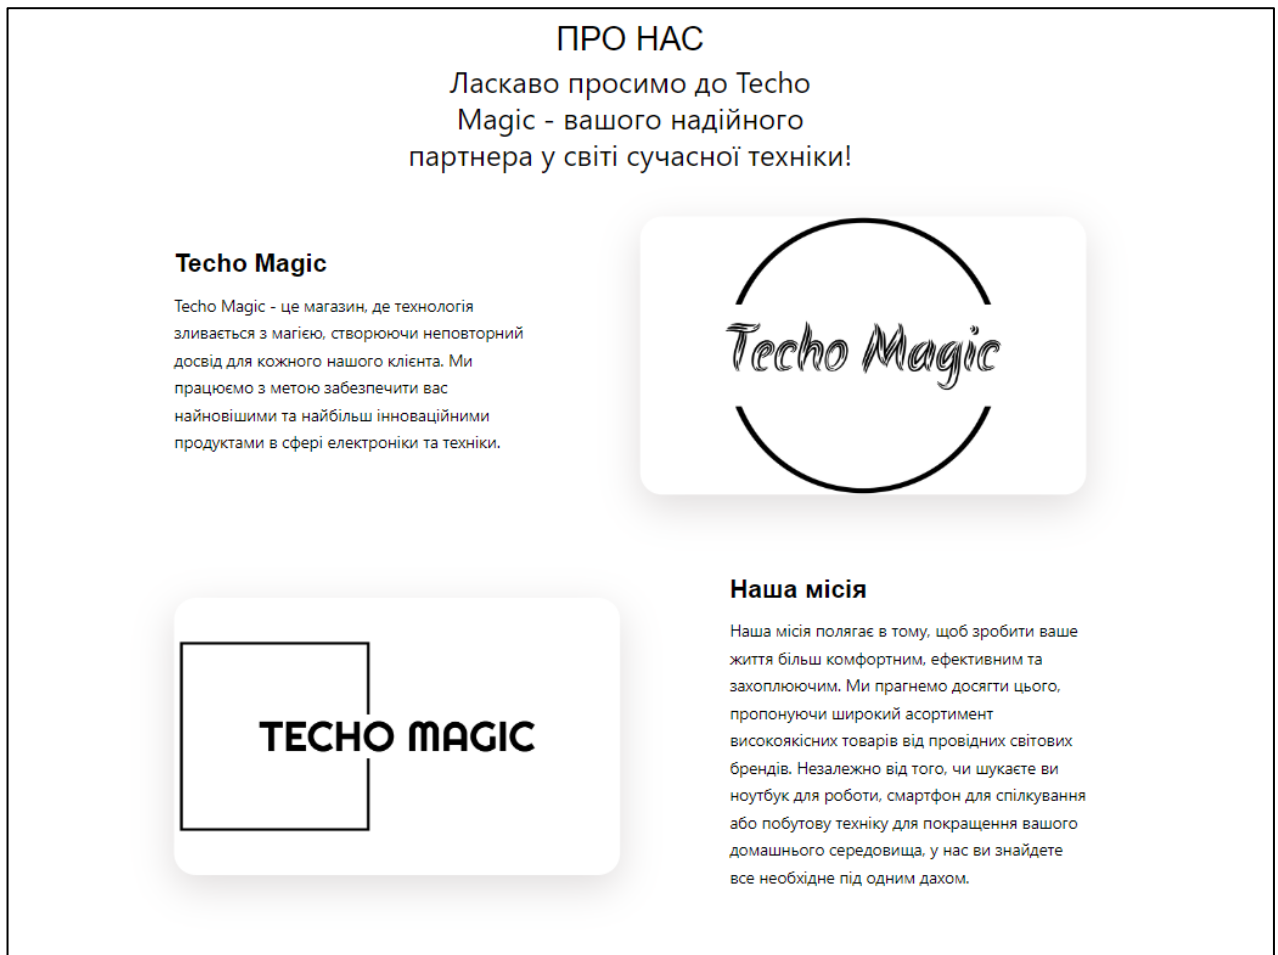 ПРО НАС
Ласкаво просимо до Techo
Magic - вашого надійного
партнера у світі сучасної техніки!
Techo Magic
Techo Magic - це магазин, де технологія
зливається з магією, створюючи неповторний
досвід для кожного нашого клієнта. Ми
працюємо з метою забезпечити вас
найновішими та найбільш інноваційними
продуктами в сфері електроніки та техніки.
Techo Magic
TECHO MAGIC
Наша місія
Наша місія полягає в тому, щоб зробити ваше
життя більш комфортним, ефективним та
захоплюючим. Ми прагнемо досягти цього,
пропонуючи широкий асортимент
високоякісних товарів від провідних світових
брендів. Незалежно від того, чи шукаєте ви
ноутбук для роботи, смартфон для спілкування
або побутову техніку для покращення вашого
домашнього середовища, у нас ви знайдете
все необхідне під одним дахом.